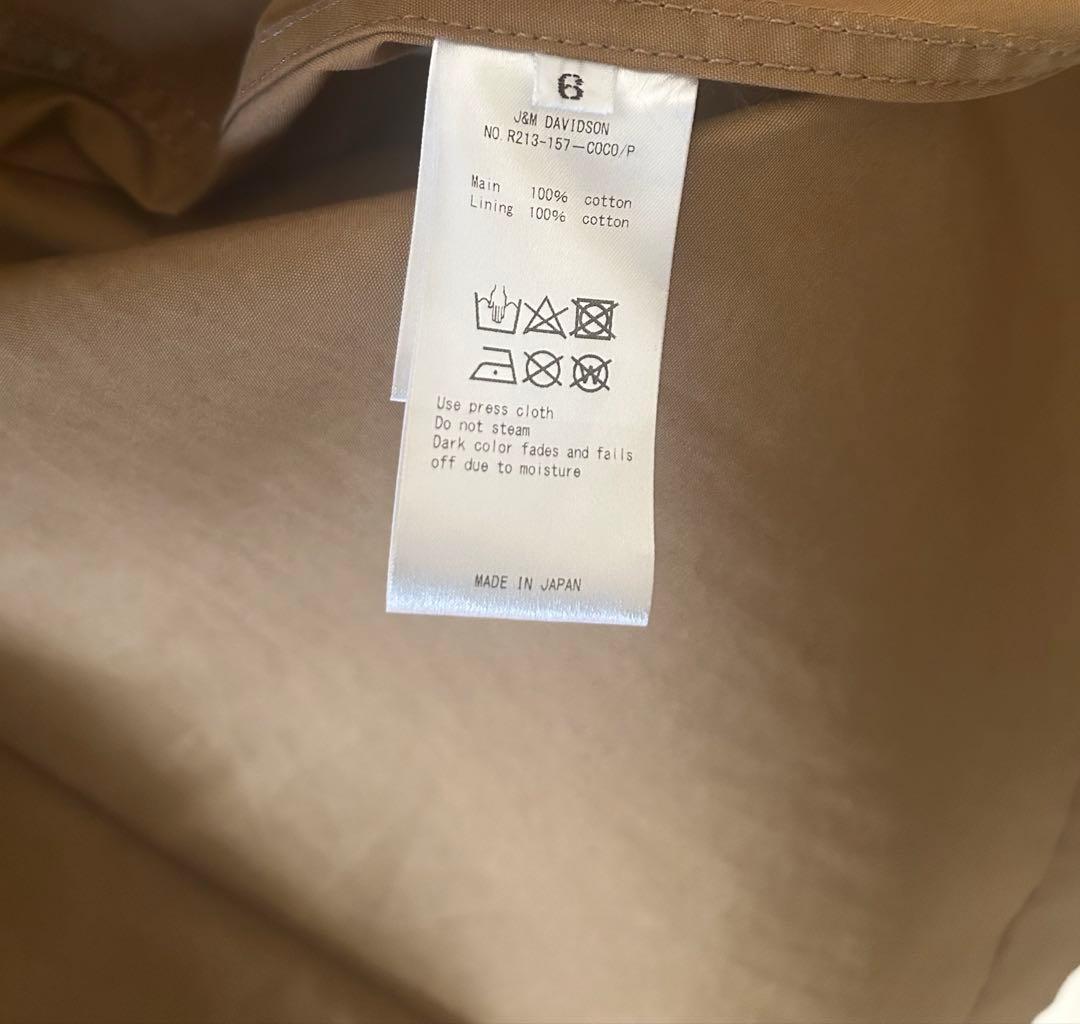 6
J&M DAVIDSON
NO.R213-157-COCO/P
Main 100% cotton
Lining 100% cotton
W
Use press cloth
Do not steam
Dark color fades and falls
off due to moisture
MADE IN JAPAN